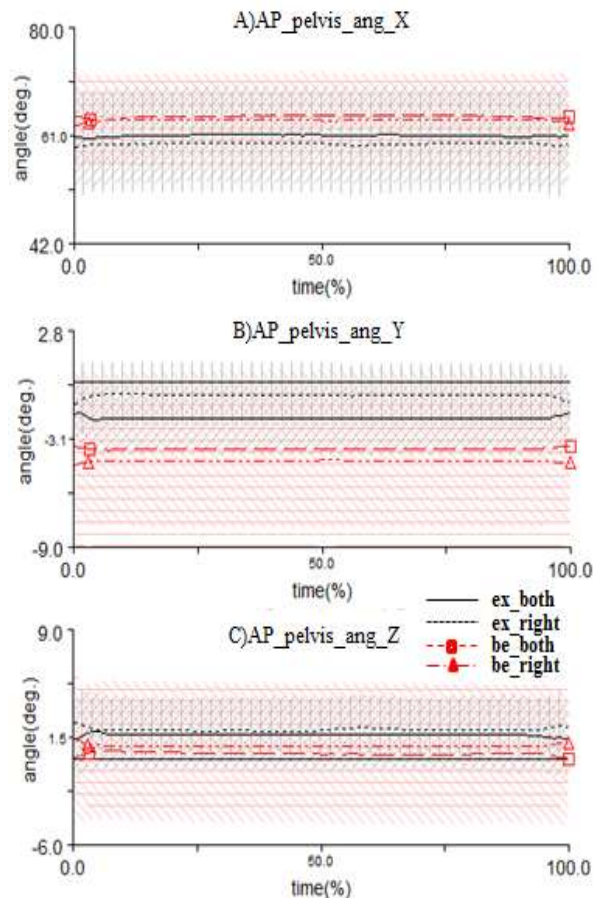 A)AP_pelvis_ang_X
80.0
angle(deg.)
61.0
42.0
0.0
50.0
100.0
time(%)
B)AP_pelvis_ang_Y
2.8
angle(deg.)
-3.1
-9.0
0.0
50.0
100.0
time(%)
ex_both
ex_right
be_both
be_right
9.0
C)AP_pelvis_ang_Z
angle(deg.)
1.5
-6.0
0.0
50.0
100.0
time(%)